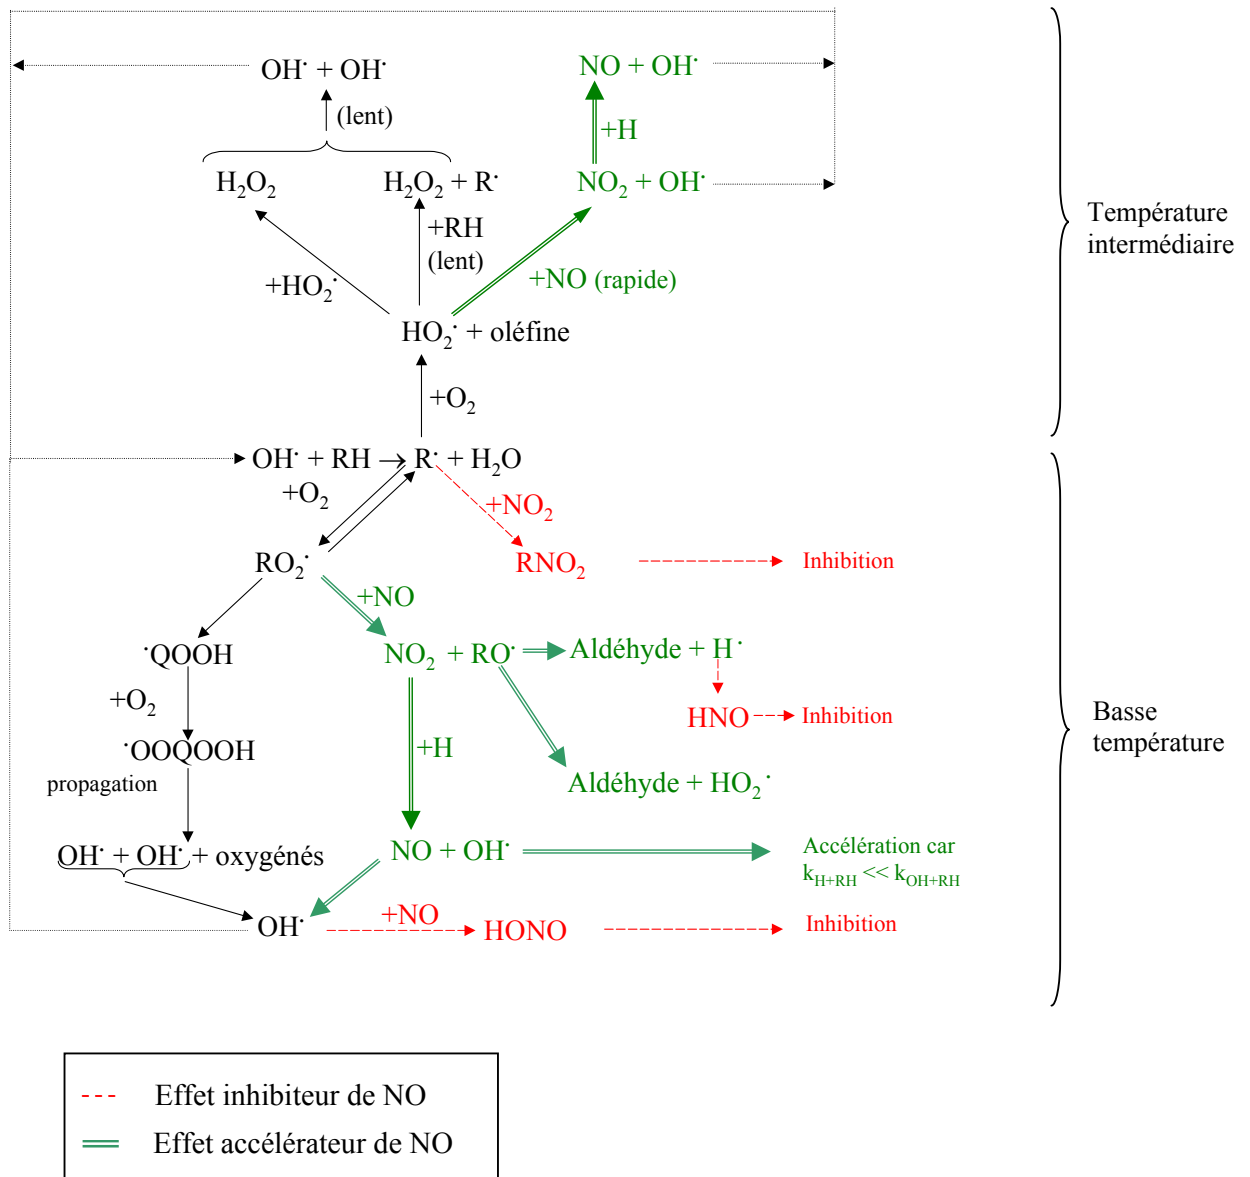 OH· + OH·
NO + OH·
(lent)
+H
H₂O₂
H₂O₂ + R·
NO₂ + OH·
+RH
(lent)
+HO₂·
+NO (rapide)
HO₂· + oléfine
Température
intermédiaire
+O₂
OH· + RH → R· + H₂O
+O₂
+NO₂
RO₂·
RNO₂
Inhibition
+NO
·QOOH
NO₂ + RO·
Aldéhyde + H·
+O₂
HNO
Inhibition
·OOQOOH
+H
propagation
Aldéhyde + HO₂·
Basse
température
OH· + OH· + oxygénés
NO + OH·
Accélération car
k_H+RH << k_OH+RH
OH·
+NO
HONO
Inhibition
Effet inhibiteur de NO
Effet accélérateur de NO